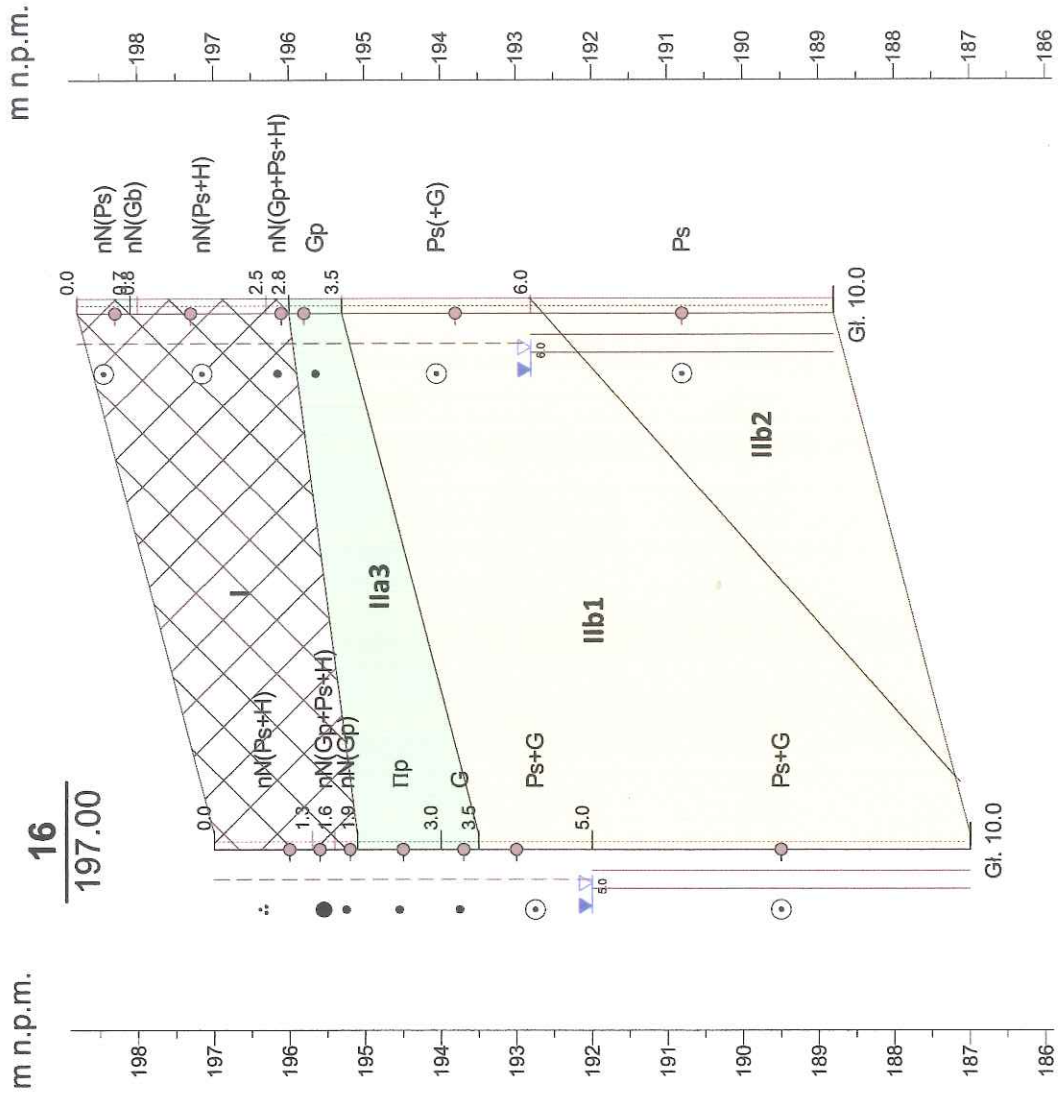 m n.p.m.
198
197
196
195
194
193
192
191
190
189
188
187
186
16
197.00
0.0
nN(Ps+H)
1.3
nN(Gp+Ps+H)
1.6
nN(Gp)
1.9
Πp
3.0
G
3.5
Ps+G
5.0
5.0
Ps+G
Gł. 10.0
I
IIa3
IIb1
IIb2
0.0
nN(Ps)
0.7
nN(Gb)
0.8
nN(Ps+H)
2.5
nN(Gp+Ps+H)
2.8
Gp
3.5
Ps(+G)
6.0
6.0
Ps
Gł. 10.0
m n.p.m.
198
197
196
195
194
193
192
191
190
189
188
187
186